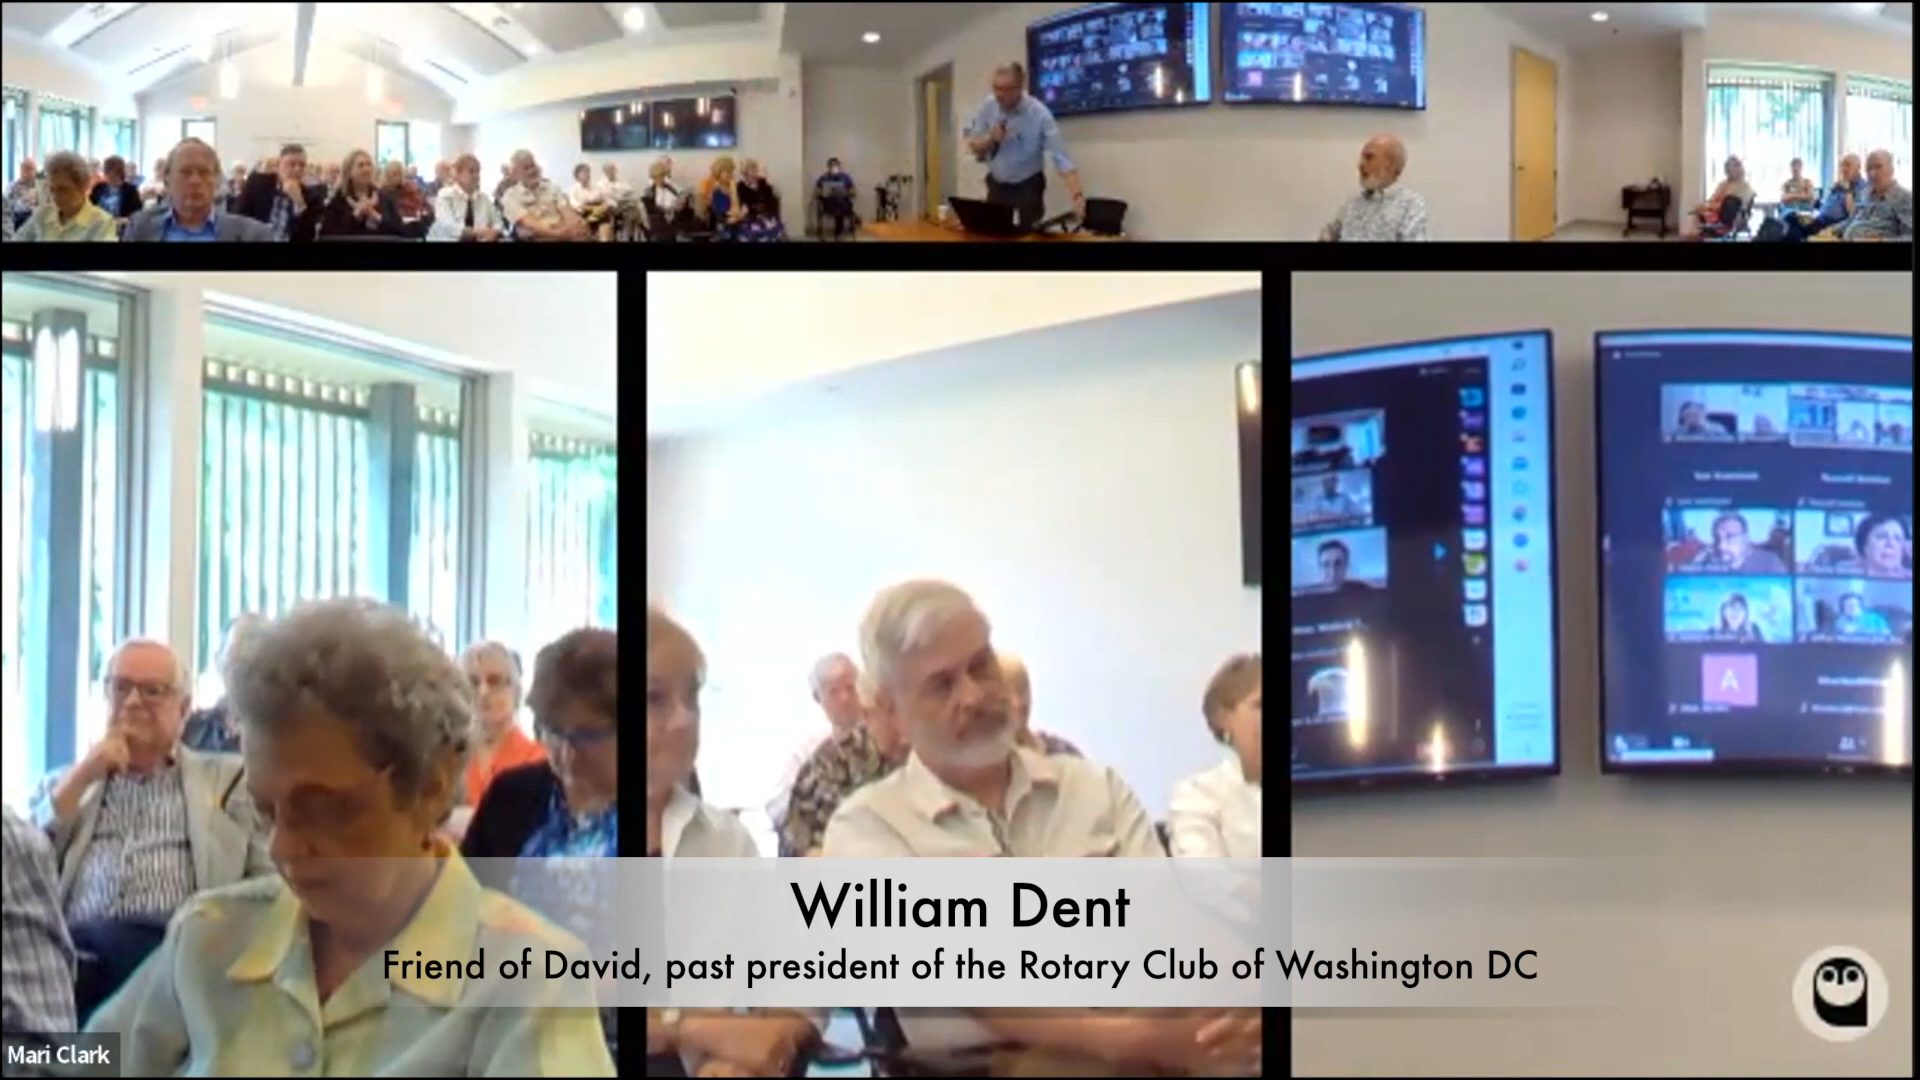 William Dent
Friend of David, past president of the Rotary Club of Washington DC
Mari Clark
A